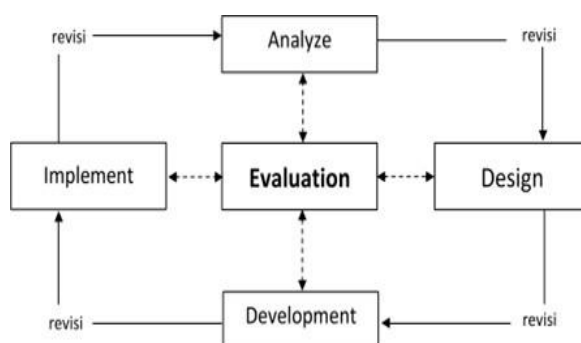 revisi
Analyze
revisi
Implement
Evaluation
Design
revisi
Development
revisi